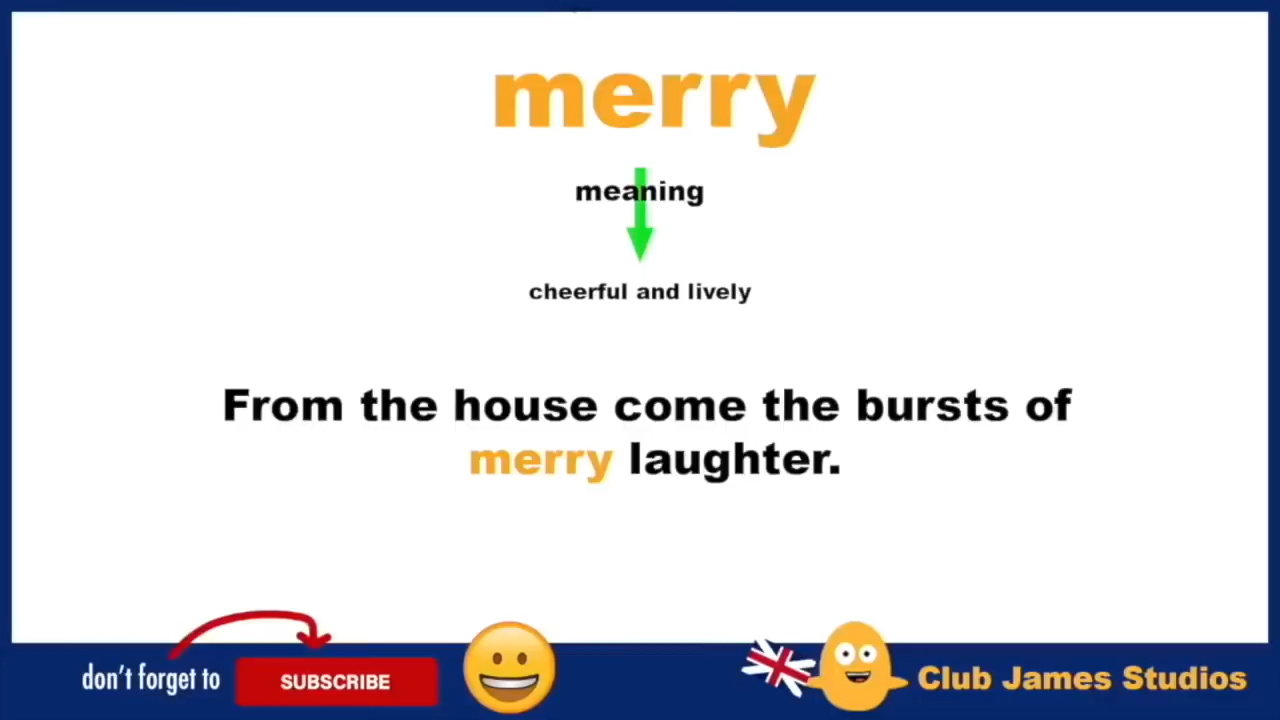 merry
meaning
cheerful and lively
From the house come the bursts of
merry laughter.
don't forget to
SUBSCRIBE
Club James Studios